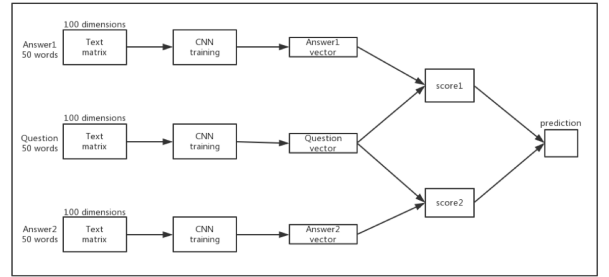 100 dimensions
Answer1
50 words
Text
matrix
CNN
training
Answer1
vector
score1
100 dimensions
Question
50 words
Text
matrix
CNN
training
Question
vector
prediction
100 dimensions
Answer2
50 words
Text
matrix
CNN
training
Answer2
vector
score2